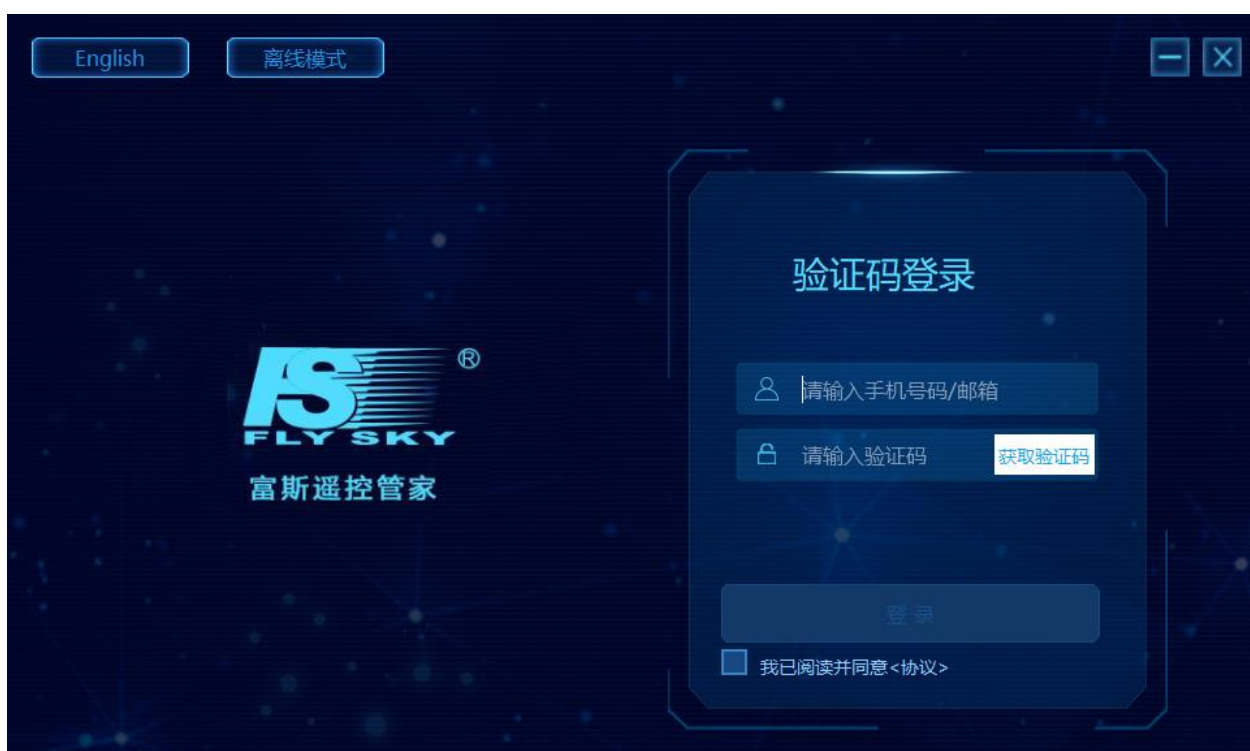 English
离线模式
验证码登录
FS®
FLY SKY
富斯遥控管家
请输入手机号码/邮箱
请输入验证码
获取验证码
登 录
我已阅读并同意<协议>